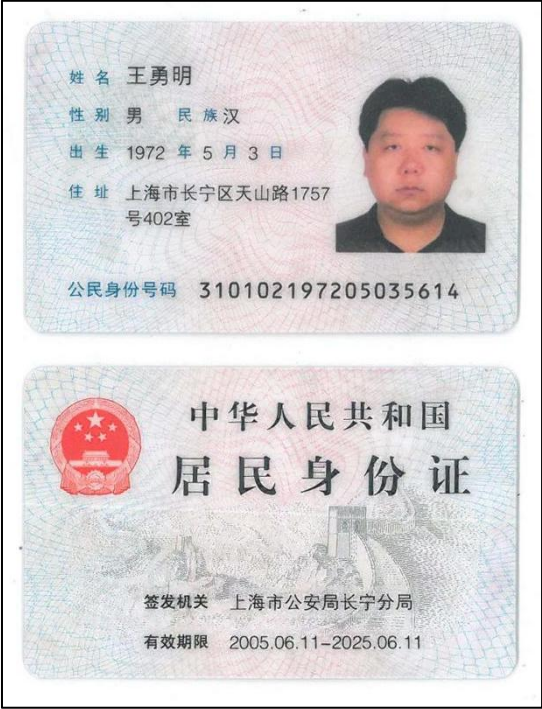 姓名 王勇明
性别 男 民族 汉
出生 1972 年 5 月 3 日
住址 上海市长宁区天山路1757
号402室
公民身份号码 310102197205035614
中华人民共和国
居民身份证
签发机关 上海市公安局长宁分局
有效期限 2005.06.11-2025.06.11